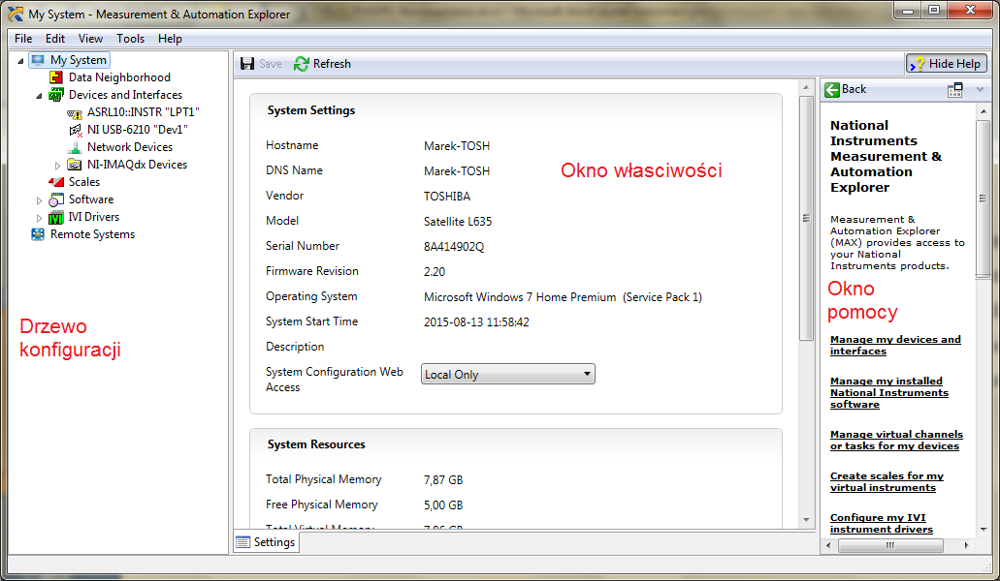 My System - Measurement & Automation Explorer
File Edit View Tools Help
My System
Data Neighborhood
Devices and Interfaces
ASRL10::INSTR "LPT1"
NI USB-6210 "Dev1"
Network Devices
NI-IMAQdx Devices
Scales
Software
IVI Drivers
Remote Systems
Drzewo
konfiguracji
Save Refresh
Hide Help
System Settings
Hostname Marek-TOSH
DNS Name Marek-TOSH
Vendor TOSHIBA
Model Satellite L635
Serial Number 8A414902Q
Firmware Revision 2.20
Operating System Microsoft Windows 7 Home Premium (Service Pack 1)
System Start Time 2015-08-13 11:58:42
Description
System Configuration Web
Access
Local Only
Okno własciwości
System Resources
Total Physical Memory 7,87 GB
Free Physical Memory 5,00 GB
Total Virtual Memory 7,86 GB
Settings
Back
National
Instruments
Measurement &
Automation
Explorer
Measurement &
Automation Explorer
(MAX) provides access to
your National
Instruments products.
Okno
pomocy
Manage my devices and
interfaces
Manage my installed
National Instruments
software
Manage virtual channels
or tasks for my devices
Create scales for my
virtual instruments
Configure my IVI
instrument drivers